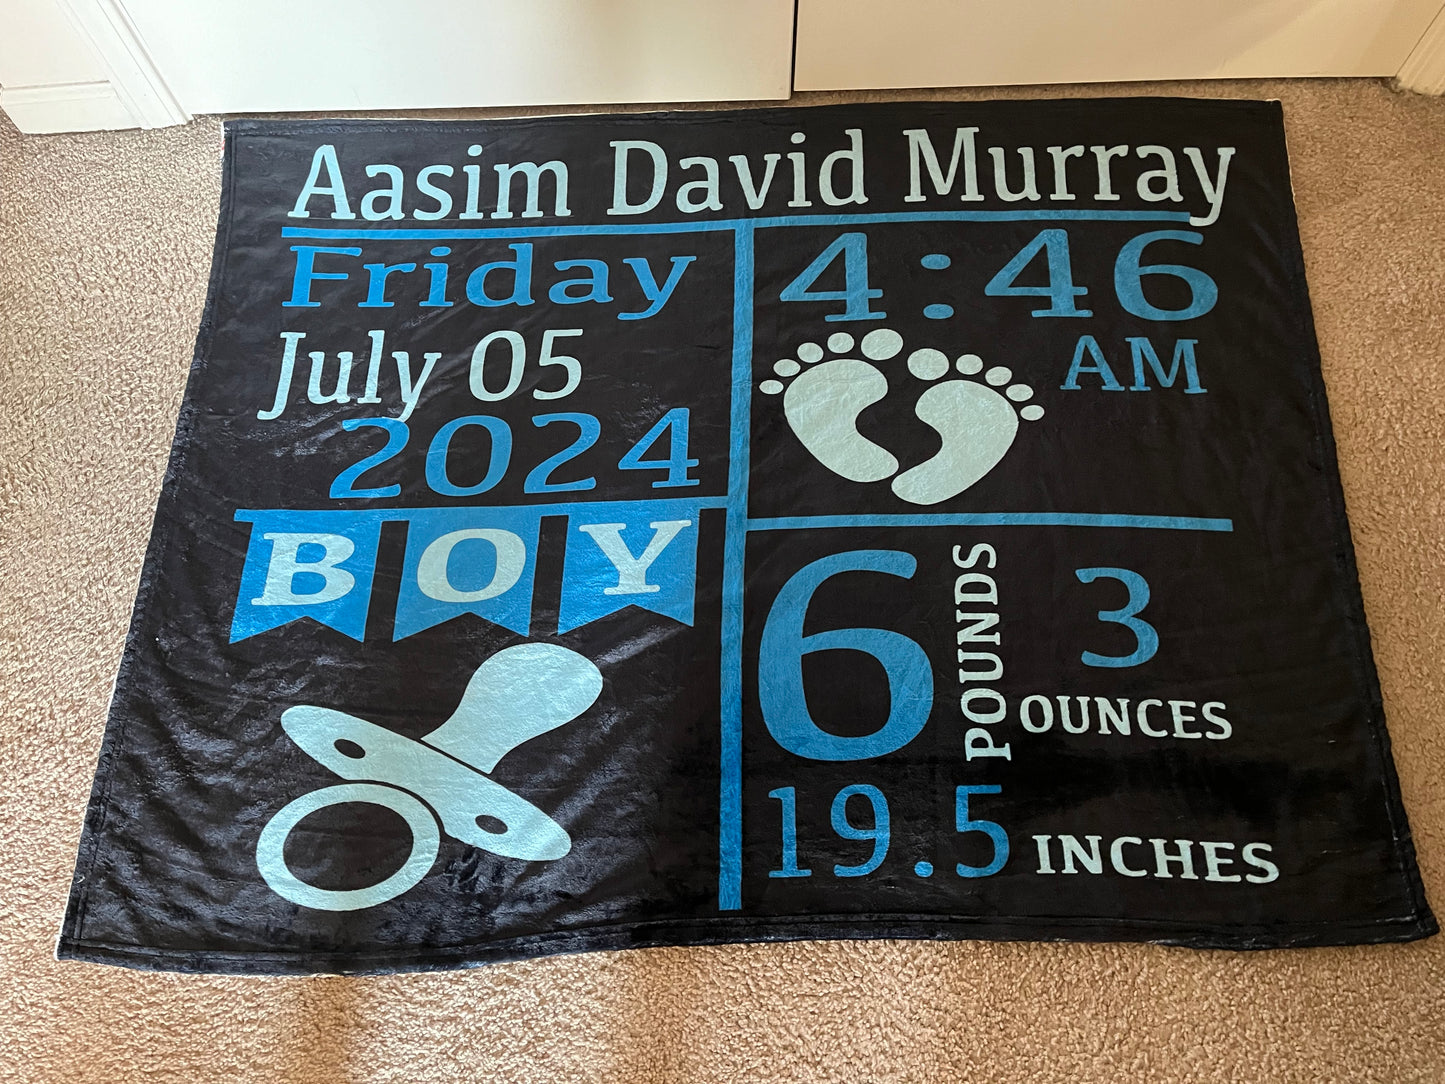 Aasim David Murray
Friday
July 05
2024
BOY
4:46
AM
6
POUNDS
3
OUNCES
19.5 INCHES